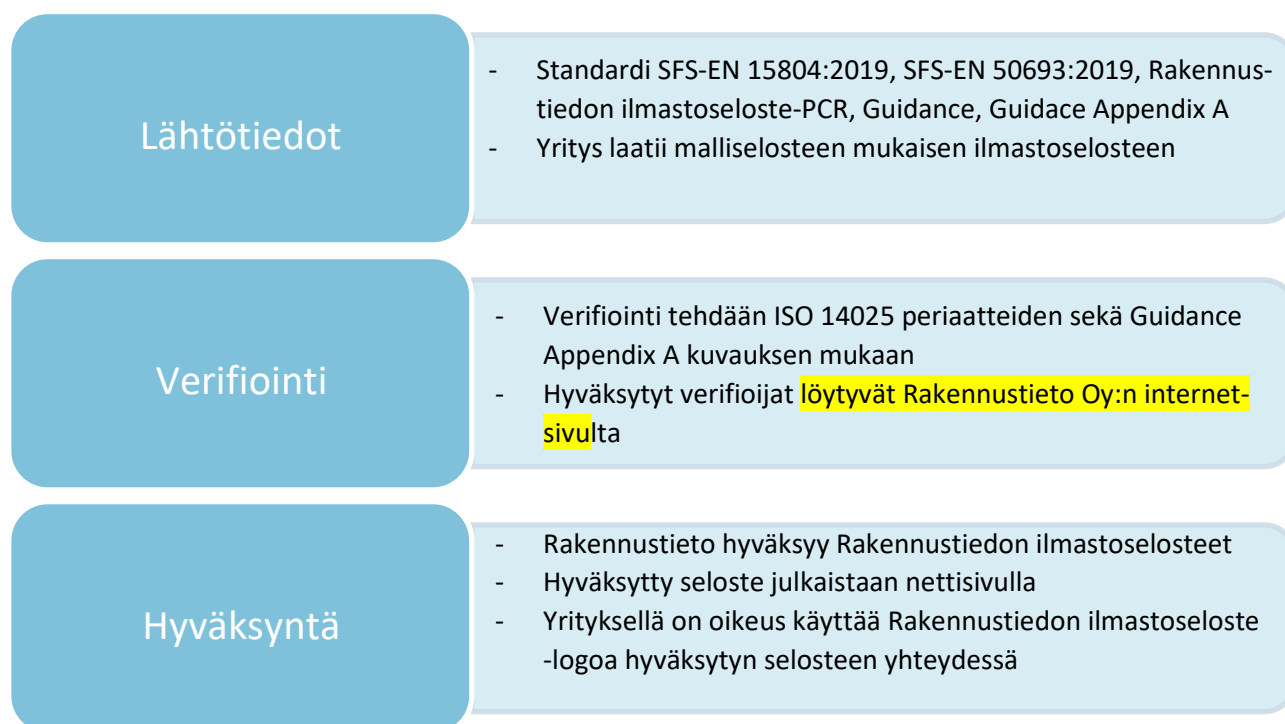 Lähtötiedot
- Standardi SFS-EN 15804:2019, SFS-EN 50693:2019, Rakennus-
tiedon ilmastoseloste-PCR, Guidance, Guidace Appendix A
- Yritys laatii malliselosteen mukaisen ilmastoselosteen
Verifiointi
- Verifiointi tehdään ISO 14025 periaatteiden sekä Guidance
Appendix A kuvauksen mukaan
- Hyväksytyt verifioijat löytyvät Rakennustieto Oy:n internet-
sivulta
Hyväksyntä
- Rakennustieto hyväksyy Rakennustiedon ilmastoselosteet
- Hyväksytty seloste julkaistaan nettisivulla
- Yrityksellä on oikeus käyttää Rakennustiedon ilmastoseloste
-logoa hyväksytyn selosteen yhteydessä